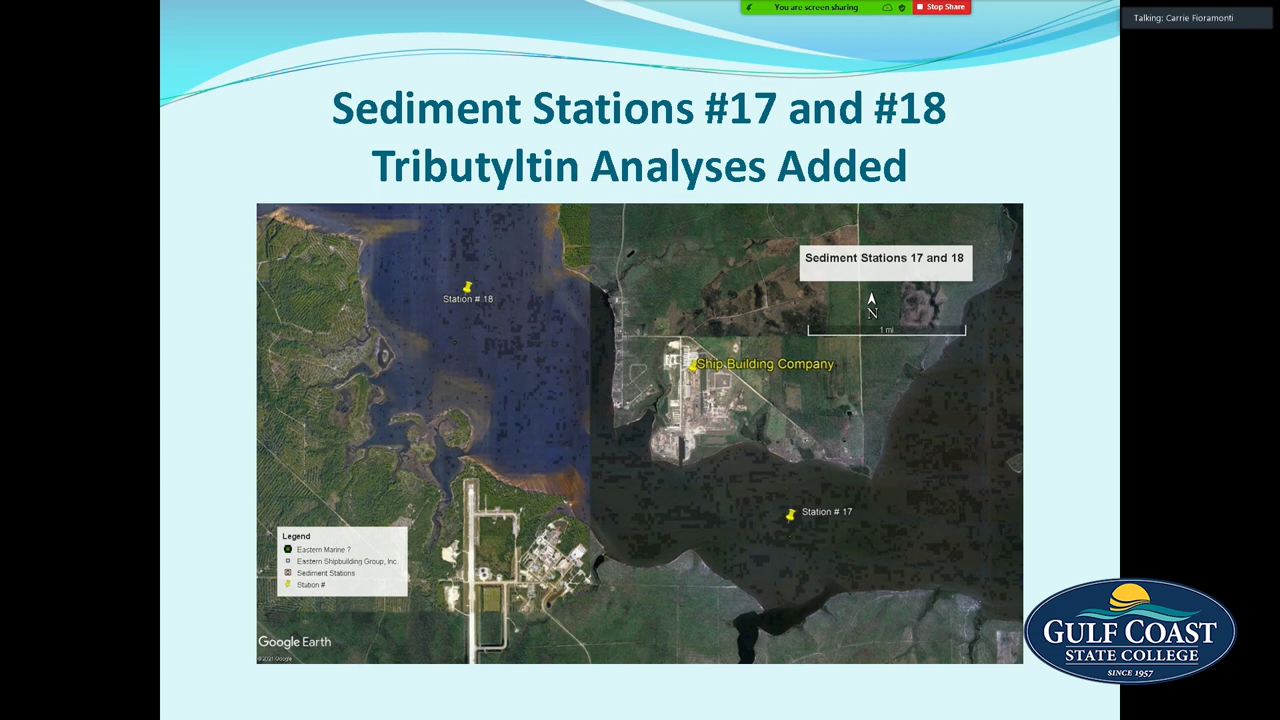 You are screen sharing
Stop Share
Talking: Carrie Fioramonti
Sediment Stations #17 and #18
Tributyltin Analyses Added
Sediment Stations 17 and 18
N
1 mi
Station # 18
Ship Building Company
Station # 17
Legend
Eastern Marine ?
Eastern Shipbuilding Group, Inc.
Sediment Stations
Station #
Google Earth
© 2021 Google
GULF COAST
STATE COLLEGE
SINCE 1957